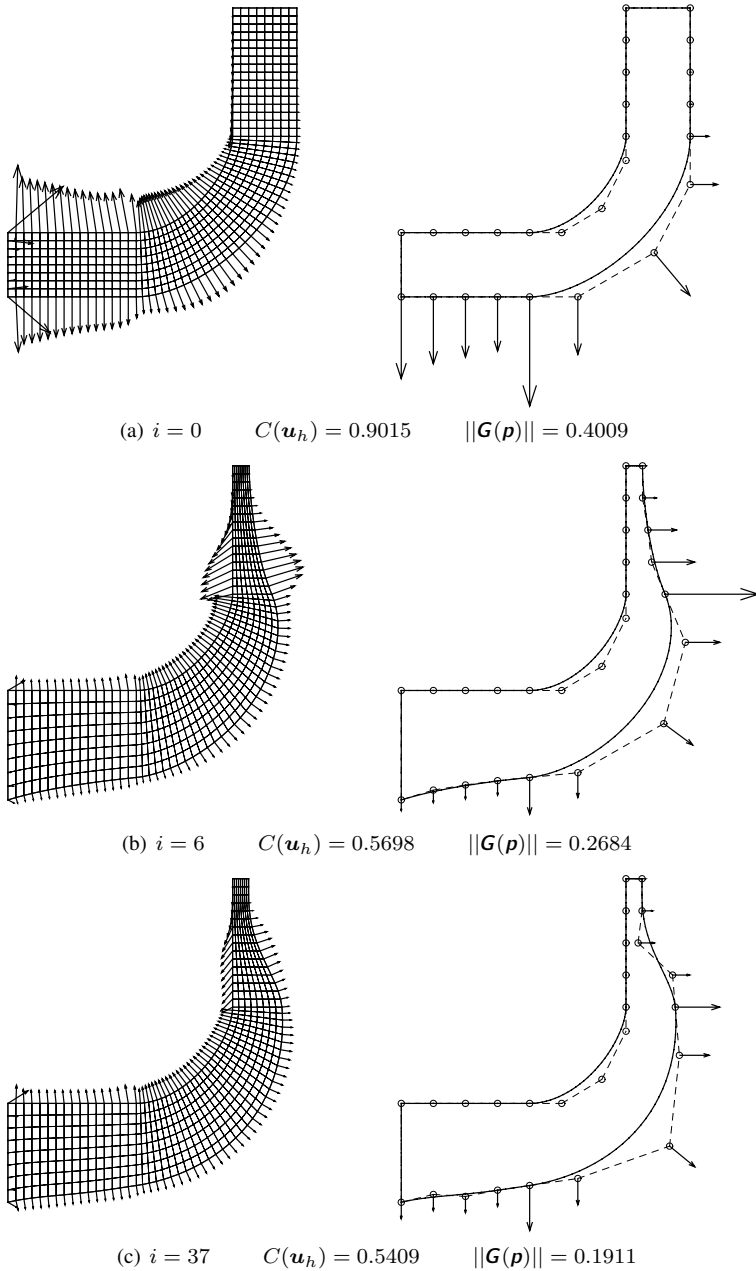 (a) i = 0 C(u_h) = 0.9015 ||G(p)|| = 0.4009
(b) i = 6 C(u_h) = 0.5698 ||G(p)|| = 0.2684
(c) i = 37 C(u_h) = 0.5409 ||G(p)|| = 0.1911